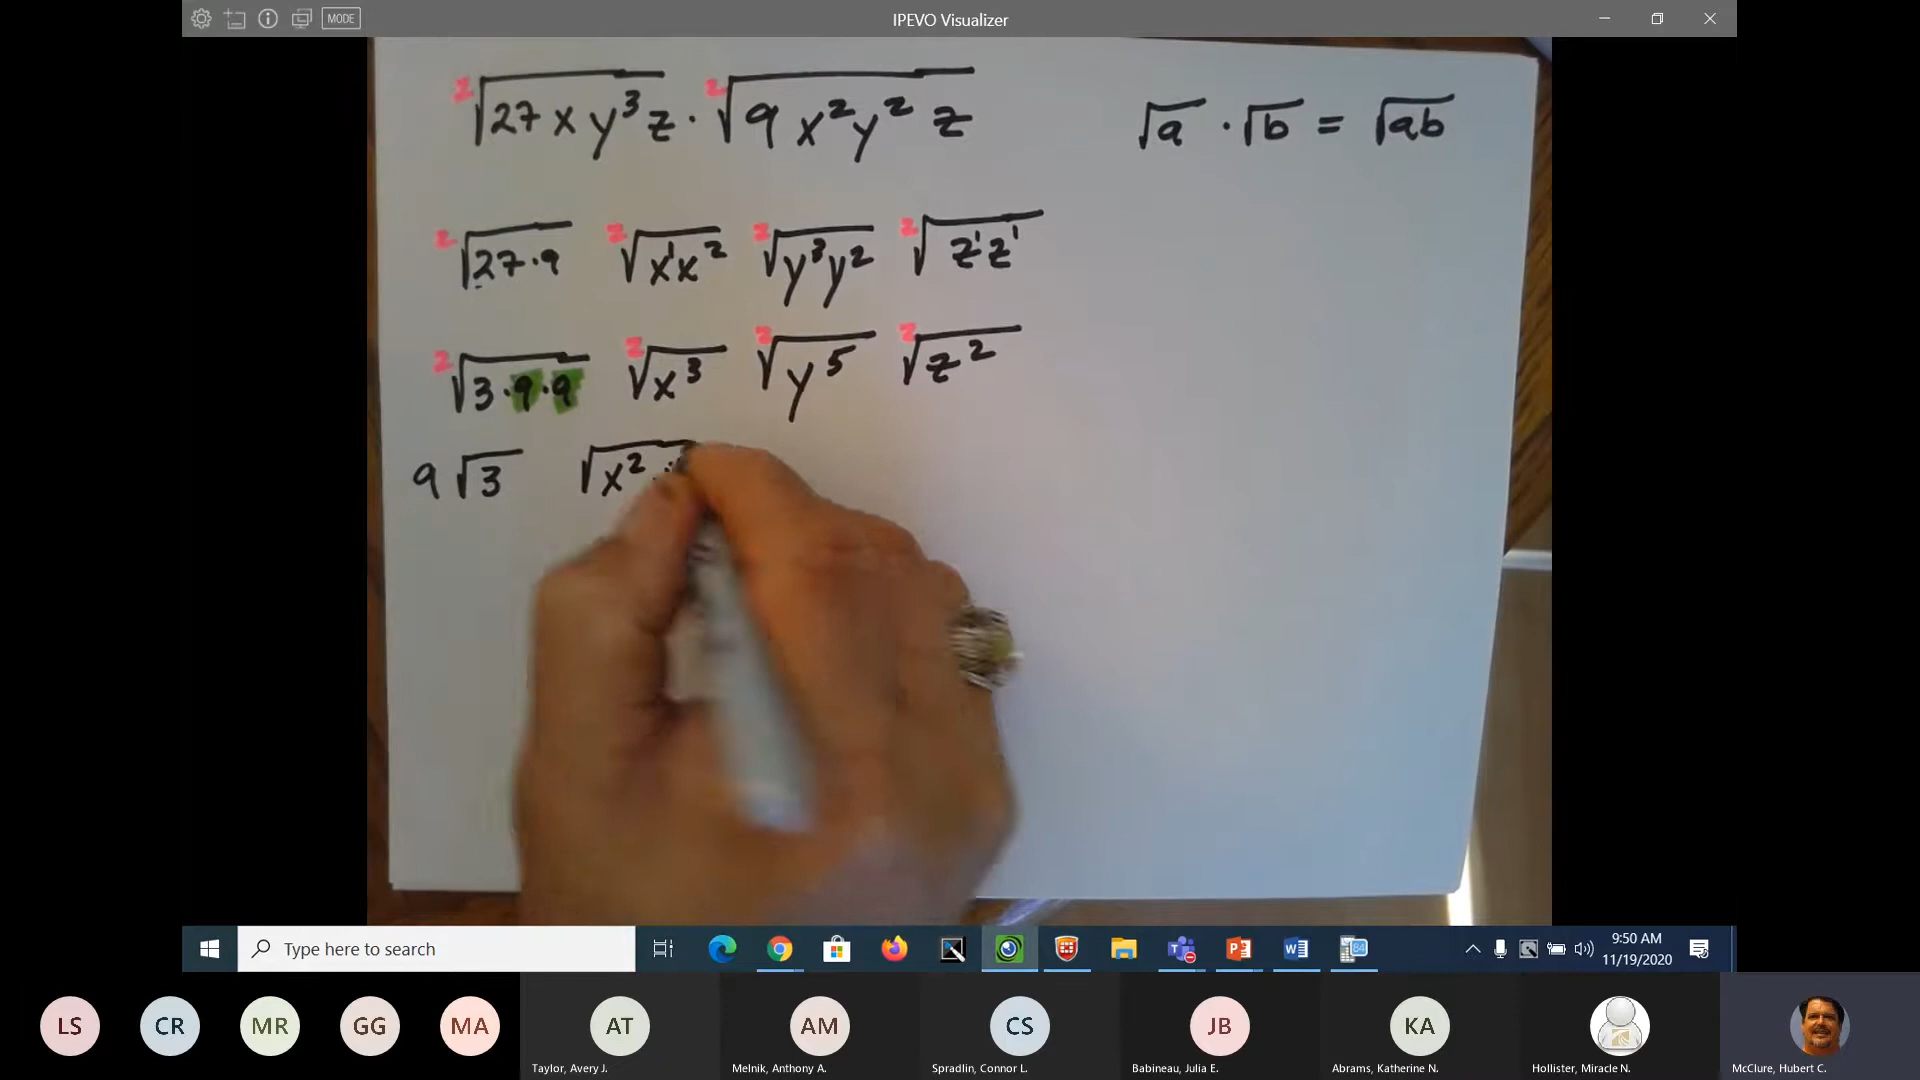 MODE
IPEVO Visualizer
²√27xy³z · ²√9x²y²z
√a · √b = √ab
²√27·9 ²√x¹x² ²√y³y² ²√z¹z¹
²√3·9·9 ²√x³ ²√y⁵ ²√z²
9√3 √x²
Type here to search
84
9:50 AM
11/19/2020
LS CR MR GG MA AT AM CS JB KA
Taylor, Avery J. Melnik, Anthony A. Spradlin, Connor L. Babineau, Julia E. Abrams, Katherine N. Hollister, Miracle N. McClure, Hubert C.